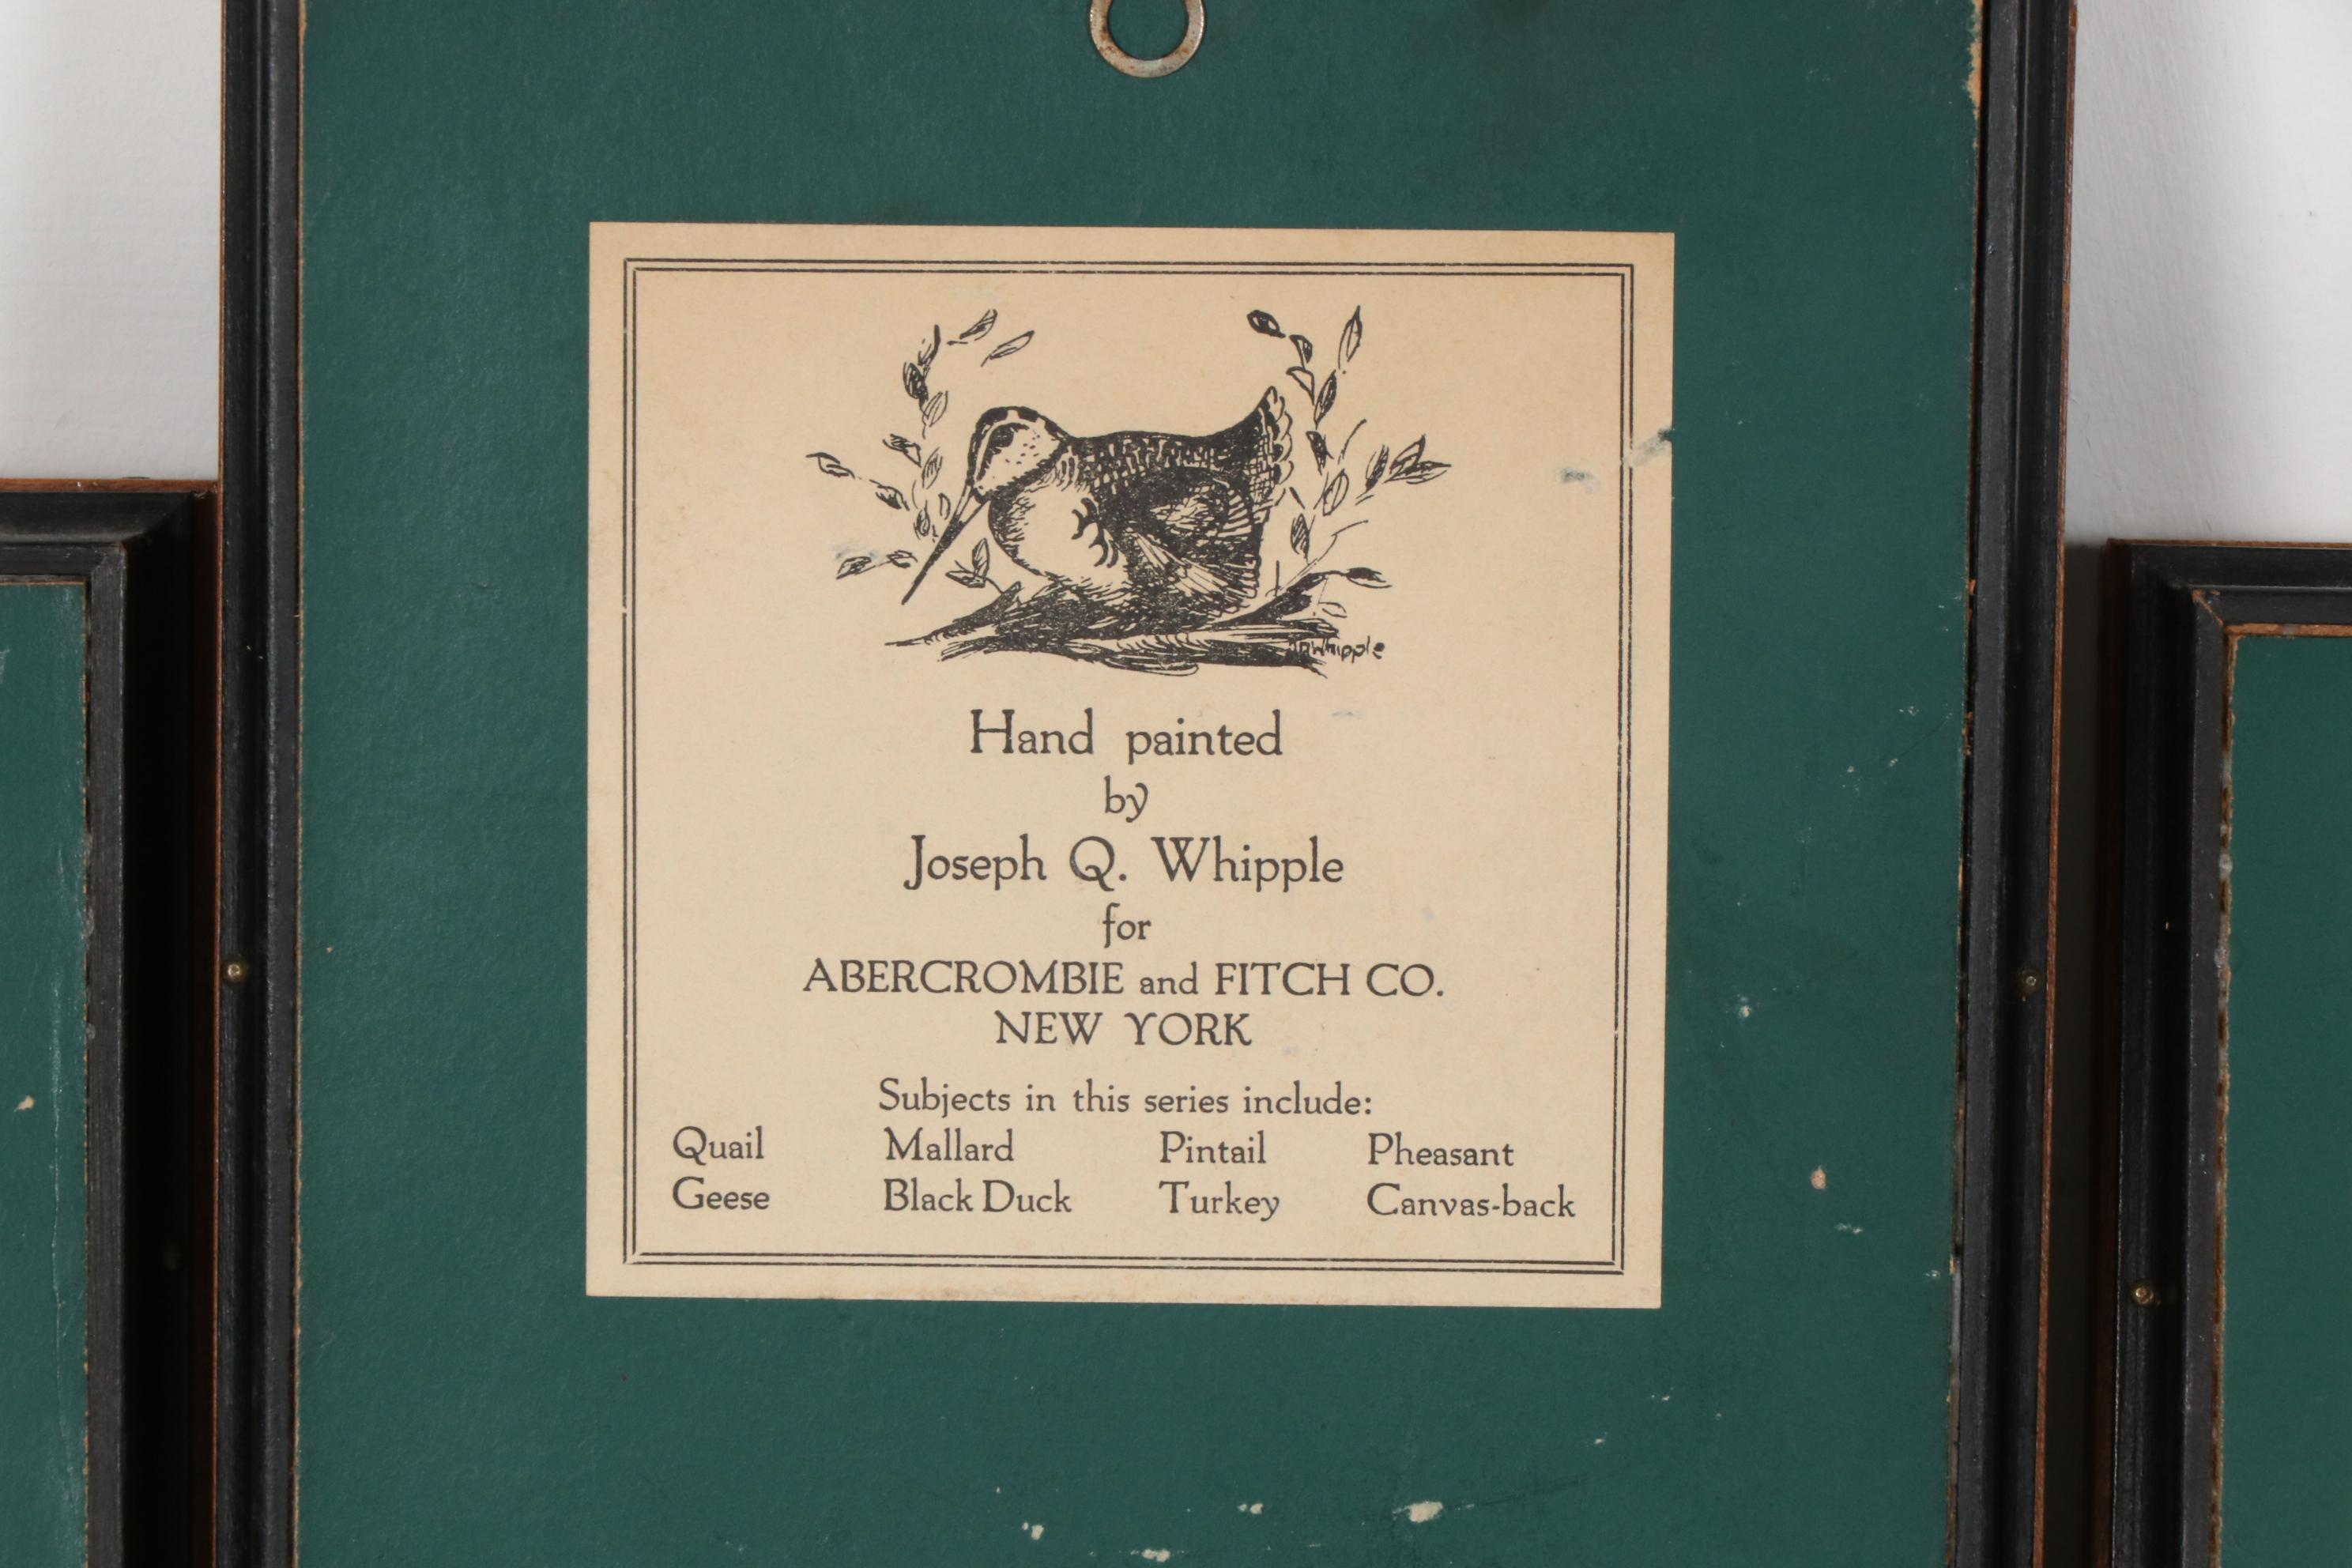 JQWhipple
Hand painted
by
Joseph Q. Whipple
for
ABERCROMBIE and FITCH CO.
NEW YORK
Subjects in this series include:
Quail Mallard Pintail Pheasant
Geese Black Duck Turkey Canvas-back